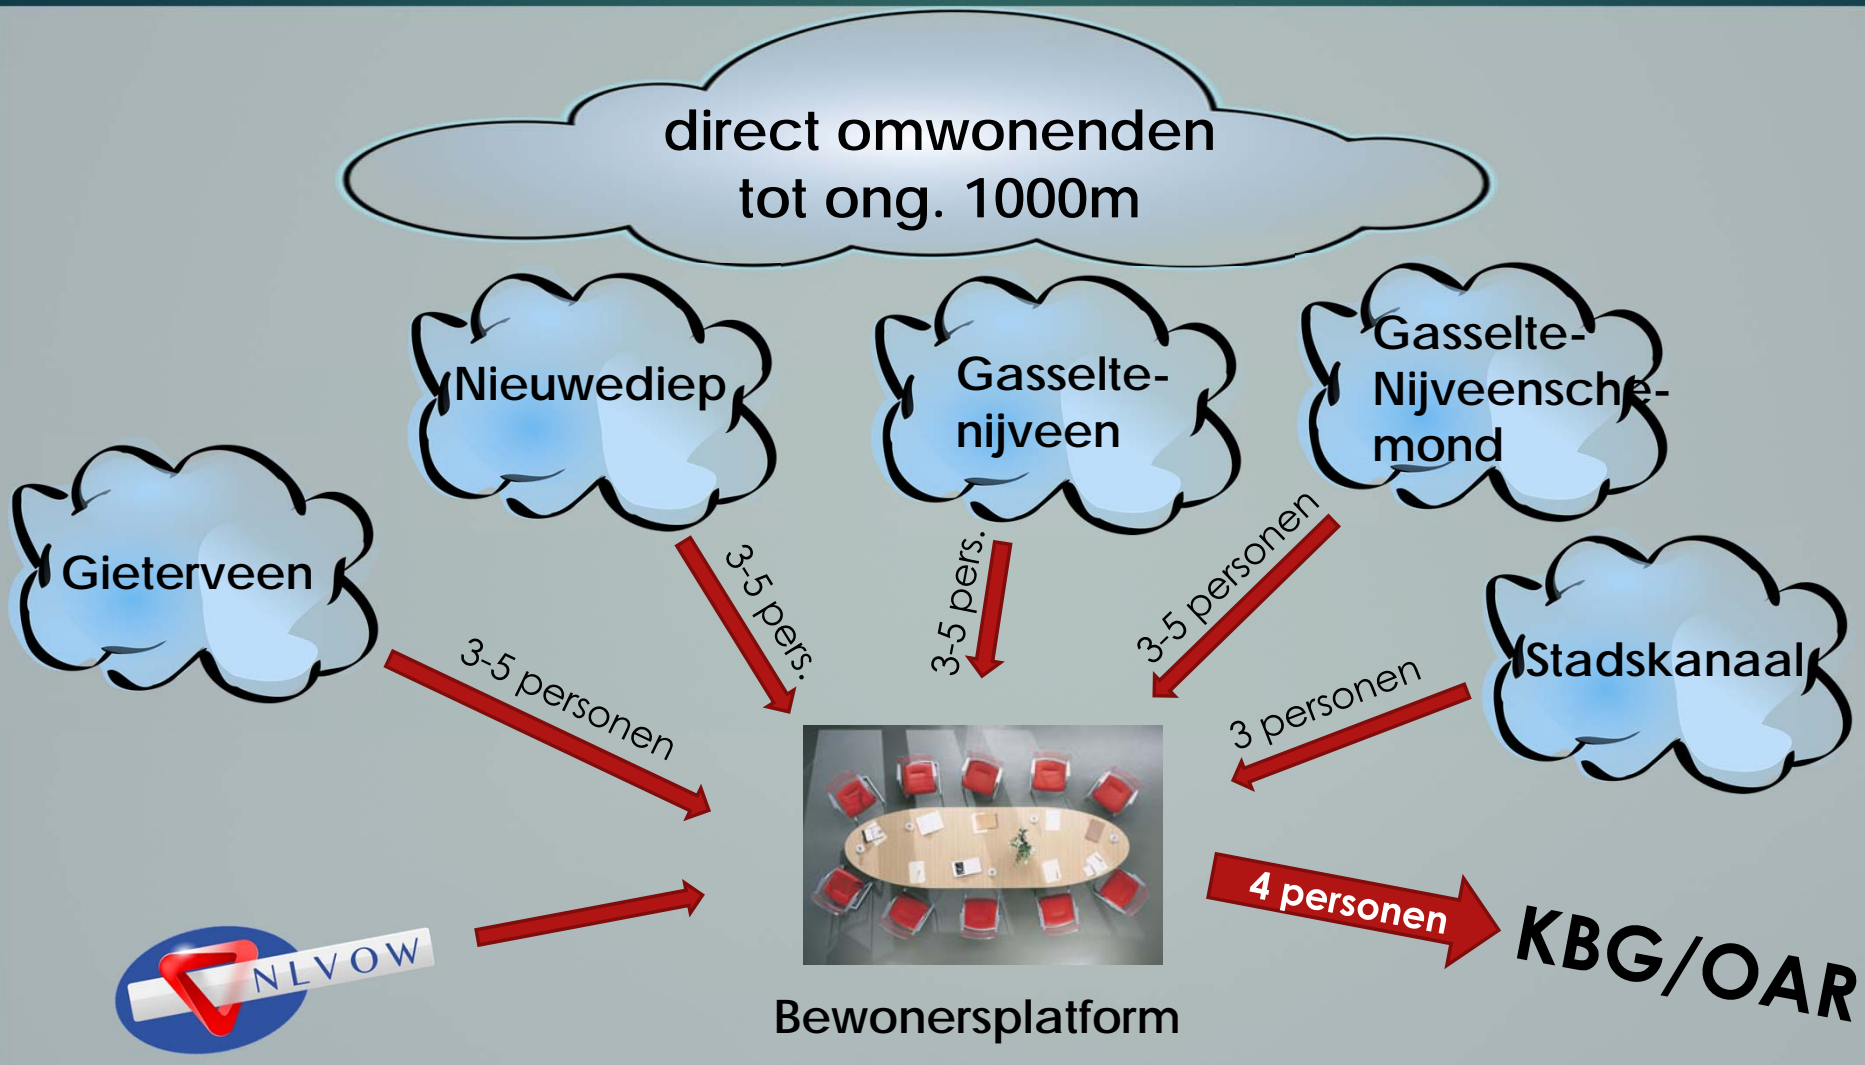 direct omwonenden
tot ong. 1000m
Nieuwediep
Gasselte-
nijveen
Gasselte-
Nijveensche-
mond
Gieterveen
Stadskanaal
3-5 personen
3-5 pers.
3-5 pers.
3-5 personen
3 personen
NLVOW
4 personen
KBG/OAR
Bewonersplatform